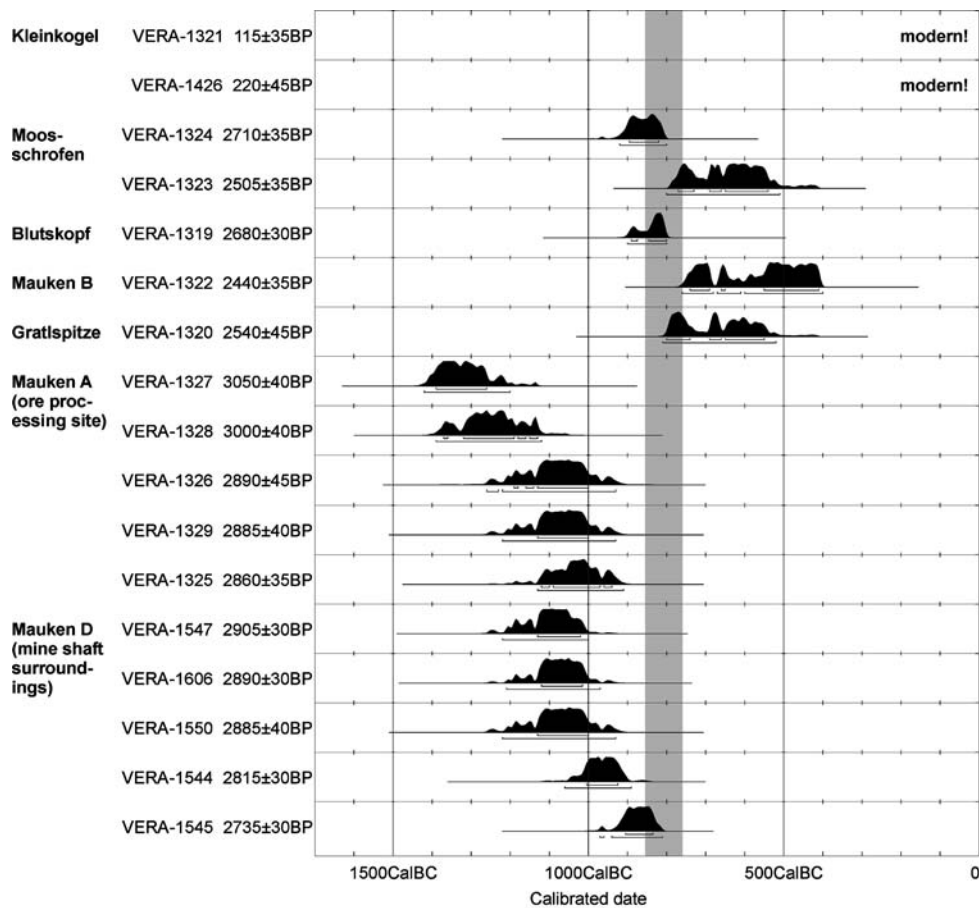 Kleinkogel VERA-1321 115±35BP modern!
VERA-1426 220±45BP modern!
Moos- VERA-1324 2710±35BP
schrofen
VERA-1323 2505±35BP
Blutskopf VERA-1319 2680±30BP
Mauken B VERA-1322 2440±35BP
Gratlspitze VERA-1320 2540±45BP
Mauken A VERA-1327 3050±40BP
(ore proc-
essing site) VERA-1328 3000±40BP
VERA-1326 2890±45BP
VERA-1329 2885±40BP
VERA-1325 2860±35BP
Mauken D VERA-1547 2905±30BP
(mine shaft
surround- VERA-1606 2890±30BP
ings)
VERA-1550 2885±40BP
VERA-1544 2815±30BP
VERA-1545 2735±30BP
1500CalBC 1000CalBC 500CalBC 0
Calibrated date